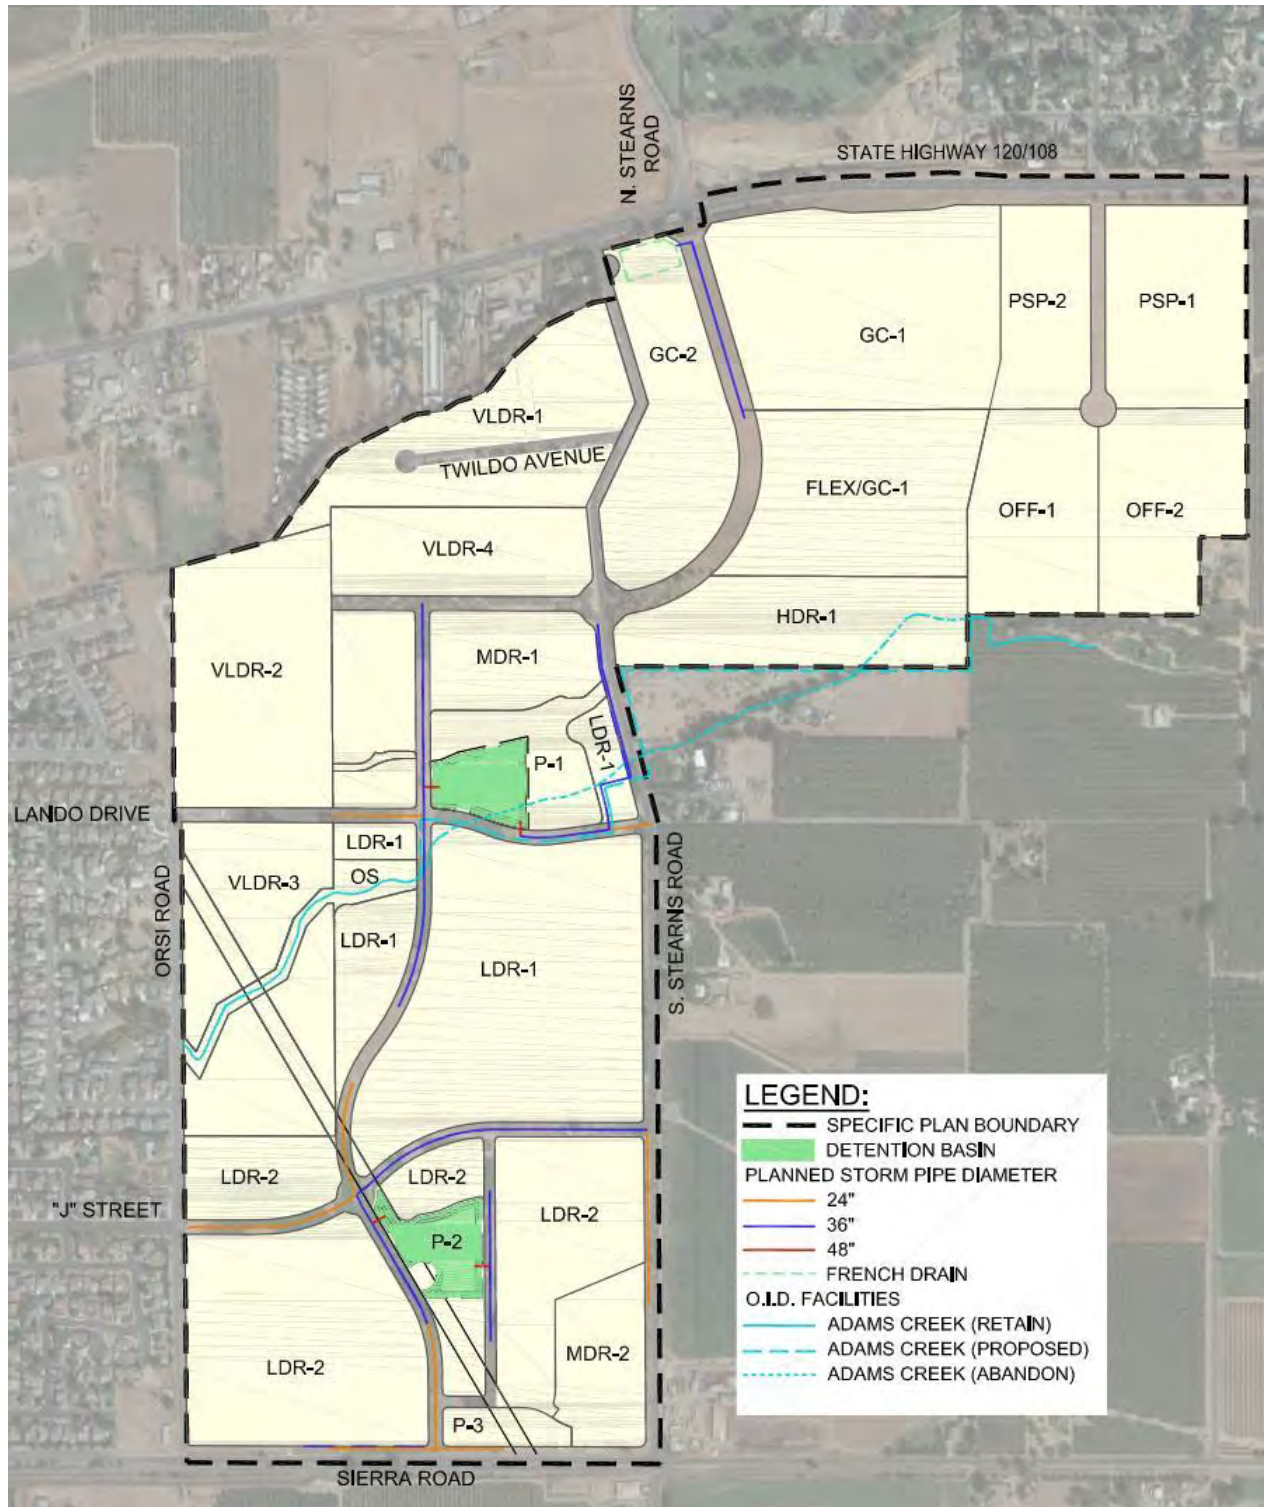 N. STEARNS
ROAD
STATE HIGHWAY 120/108
PSP-2
PSP-1
GC-1
GC-2
VLDR-1
TWILDO AVENUE
FLEX/GC-1
OFF-1
OFF-2
VLDR-4
HDR-1
MDR-1
VLDR-2
LDR-1
P-1
LANDO DRIVE
LDR-1
OS
VLDR-3
ORSI ROAD
LDR-1
LDR-1
S. STEARNS ROAD
LDR-2
LDR-2
"J" STREET
LDR-2
P-2
MDR-2
LDR-2
P-3
SIERRA ROAD
LEGEND:
SPECIFIC PLAN BOUNDARY
DETENTION BASIN
PLANNED STORM PIPE DIAMETER
24"
36"
48"
FRENCH DRAIN
O.I.D. FACILITIES
ADAMS CREEK (RETAIN)
ADAMS CREEK (PROPOSED)
ADAMS CREEK (ABANDON)